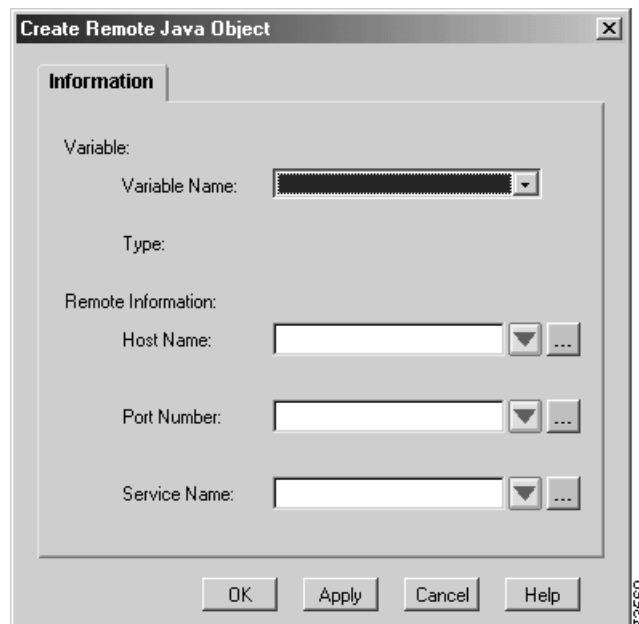 Create Remote Java Object
Information
Variable:
Variable Name:
Type:
Remote Information:
Host Name:
...
Port Number:
...
Service Name:
...
OK Apply Cancel Help